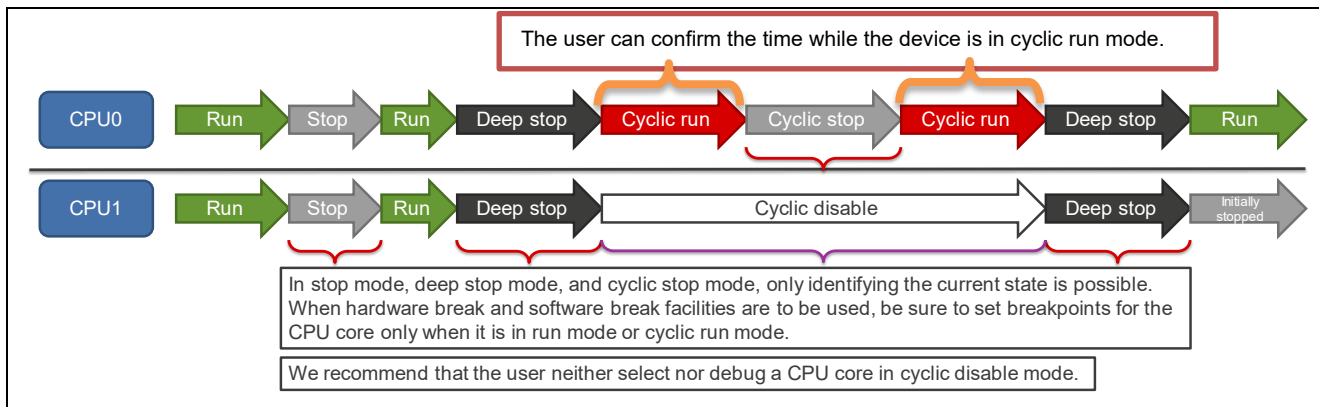 The user can confirm the time while the device is in cyclic run mode.
CPU0
Run
Stop
Run
Deep stop
Cyclic run
Cyclic stop
Cyclic run
Deep stop
Run
CPU1
Run
Stop
Run
Deep stop
Cyclic disable
Deep stop
Initially
stopped
In stop mode, deep stop mode, and cyclic stop mode, only identifying the current state is possible.
When hardware break and software break facilities are to be used, be sure to set breakpoints for the
CPU core only when it is in run mode or cyclic run mode.
We recommend that the user neither select nor debug a CPU core in cyclic disable mode.